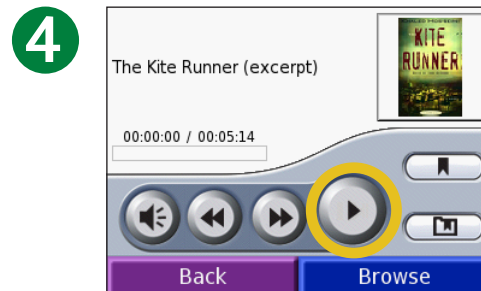 4
The Kite Runner (excerpt)
KITE
RUNNER
00:00:00 / 00:05:14
Back
Browse